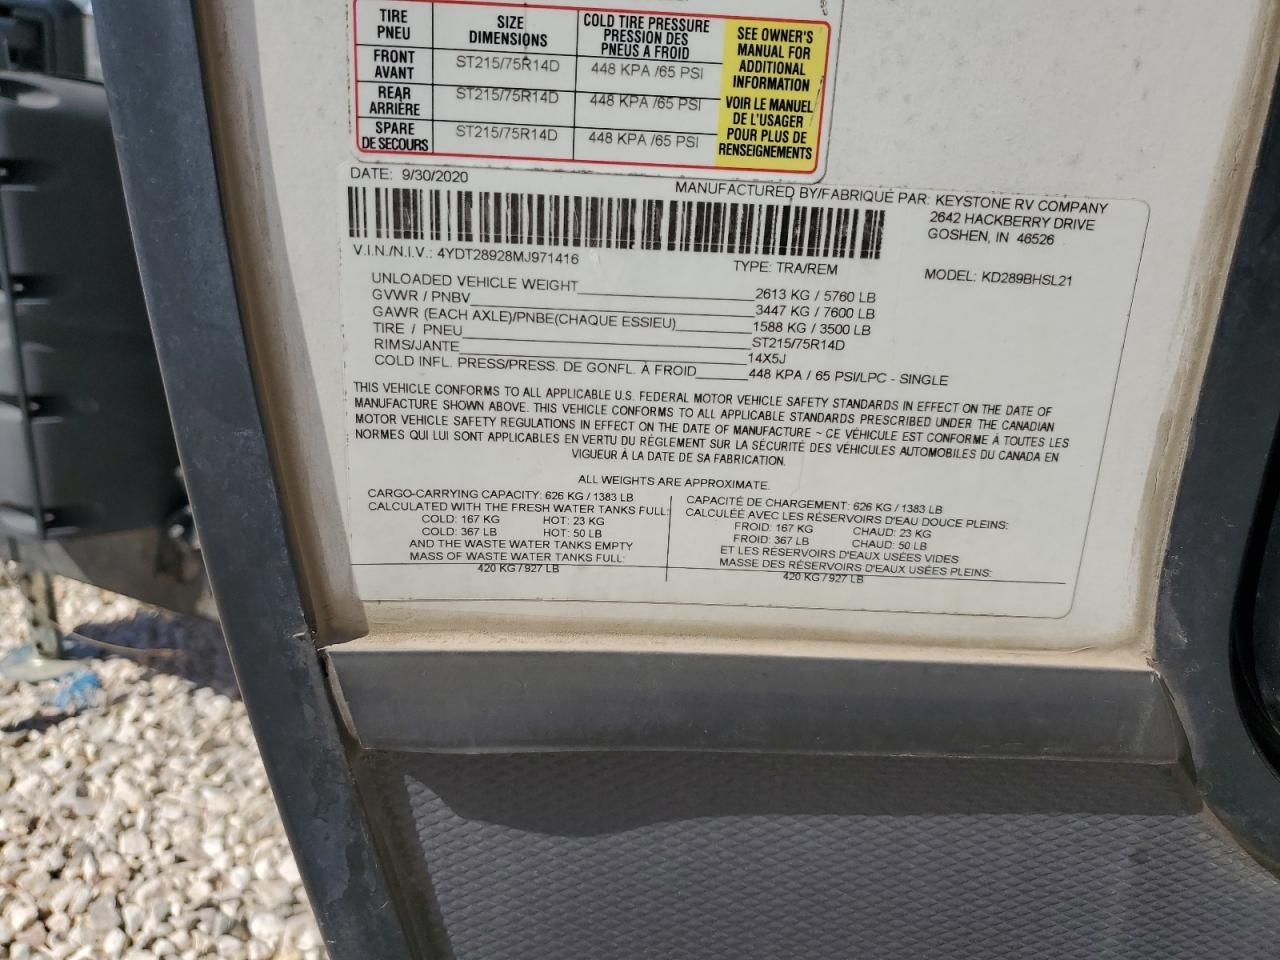 TIRE PNEU
SIZE DIMENSIONS
COLD TIRE PRESSURE PRESSION DES PNEUS A FROID
FRONT AVANT
ST215/75R14D
448 KPA /65 PSI
REAR ARRIÈRE
ST215/75R14D
448 KPA /65 PSI
SPARE DE SECOURS
ST215/75R14D
448 KPA /65 PSI
SEE OWNER'S
MANUAL FOR
ADDITIONAL
INFORMATION
VOIR LE MANUEL
DE L'USAGER
POUR PLUS DE
RENSEIGNEMENTS
DATE: 9/30/2020
MANUFACTURED BY/FABRIQUÉ PAR: KEYSTONE RV COMPANY
2642 HACKBERRY DRIVE
GOSHEN, IN 46526
V.I.N./N.I.V.: 4YDT28928MJ971416
TYPE: TRA/REM
MODEL: KD289BHSL21
UNLOADED VEHICLE WEIGHT 2613 KG / 5760 LB
GVWR / PNBV 3447 KG / 7600 LB
GAWR (EACH AXLE)/PNBE(CHAQUE ESSIEU) 1588 KG / 3500 LB
TIRE / PNEU ST215/75R14D
RIMS/JANTE 14X5J
COLD INFL. PRESS/PRESS. DE GONFL. À FROID 448 KPA / 65 PSI/LPC - SINGLE
THIS VEHICLE CONFORMS TO ALL APPLICABLE U.S. FEDERAL MOTOR VEHICLE SAFETY STANDARDS IN EFFECT ON THE DATE OF
MANUFACTURE SHOWN ABOVE. THIS VEHICLE CONFORMS TO ALL APPLICABLE STANDARDS PRESCRIBED UNDER THE CANADIAN
MOTOR VEHICLE SAFETY REGULATIONS IN EFFECT ON THE DATE OF MANUFACTURE ~ CE VÉHICULE EST CONFORME À TOUTES LES
NORMES QUI LUI SONT APPLICABLES EN VERTU DU RÈGLEMENT SUR LA SÉCURITÉ DES VÉHICULES AUTOMOBILES DU CANADA EN
VIGUEUR À LA DATE DE SA FABRICATION.
ALL WEIGHTS ARE APPROXIMATE.
CARGO-CARRYING CAPACITY: 626 KG / 1383 LB
CALCULATED WITH THE FRESH WATER TANKS FULL:
COLD: 167 KG HOT: 23 KG
COLD: 367 LB HOT: 50 LB
AND THE WASTE WATER TANKS EMPTY
MASS OF WASTE WATER TANKS FULL:
420 KG / 927 LB
CAPACITÉ DE CHARGEMENT: 626 KG / 1383 LB
CALCULÉE AVEC LES RÉSERVOIRS D'EAU DOUCE PLEINS:
FROID: 167 KG CHAUD: 23 KG
FROID: 367 LB CHAUD: 50 LB
ET LES RÉSERVOIRS D'EAUX USÉES VIDES
MASSE DES RÉSERVOIRS D'EAUX USÉES PLEINS:
420 KG / 927 LB